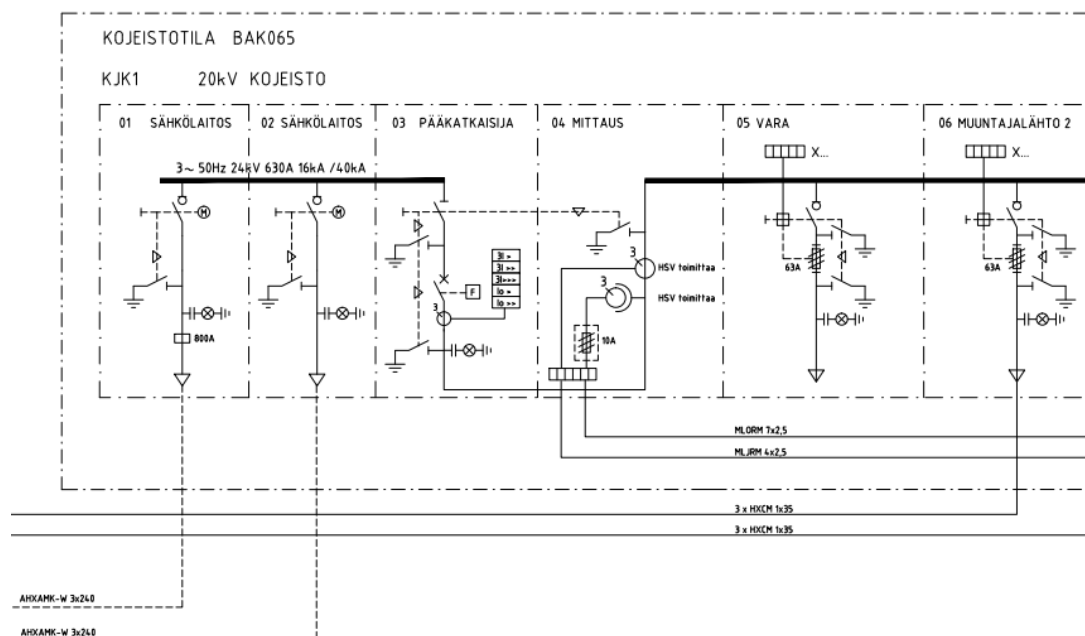 KOJEISTOTILA BAK065
KJK1 20kV KOJEISTO
01 SÄHKÖLAITOS
02 SÄHKÖLAITOS
03 PÄÄKATKAISIJA
04 MITTAUS
05 VARA
06 MUUNTAJALÄHTÖ 2
X...
X...
3~ 50Hz 24kV 630A 16kA /40kA
M
M
3I >
3I >>
3I>>>
Io >
Io >>
F
3
3
HSV toimittaa
3
HSV toimittaa
63A
63A
800A
10A
MLORM 7x2,5
MLJRM 4x2,5
3 x HXCM 1x35
3 x HXCM 1x35
AHXAMK-W 3x240
AHXAMK-W 3x240